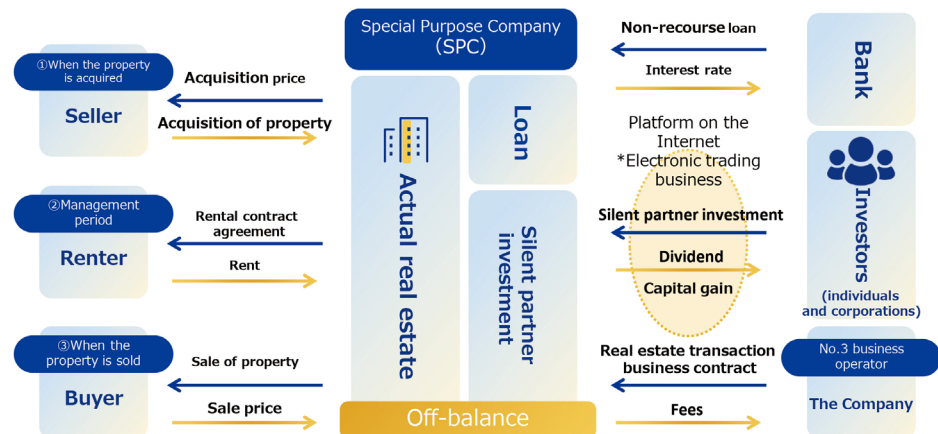 Special Purpose Company
(SPC)
①When the property
is acquired
Seller
Acquisition price
Acquisition of property
②Management
period
Renter
Rental contract
agreement
Rent
③When the
property is sold
Buyer
Sale of property
Sale price
Actual real estate
Loan
Silent partner
investment
Off-balance
Non-recourse loan
Interest rate
Bank
Platform on the
Internet
*Electronic trading
business
Silent partner investment
Dividend
Capital gain
Investors
(individuals
and corporations)
Real estate transaction
business contract
Fees
No.3 business
operator
The Company